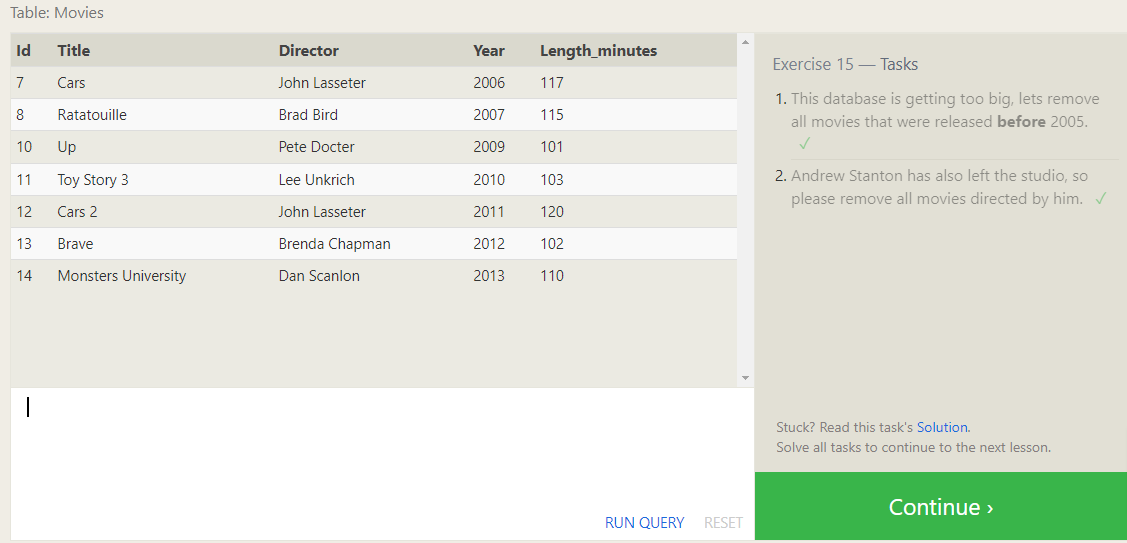 Table: Movies
Id Title Director Year Length_minutes
7 Cars John Lasseter 2006 117
8 Ratatouille Brad Bird 2007 115
10 Up Pete Docter 2009 101
11 Toy Story 3 Lee Unkrich 2010 103
12 Cars 2 John Lasseter 2011 120
13 Brave Brenda Chapman 2012 102
14 Monsters University Dan Scanlon 2013 110
RUN QUERY RESET
Exercise 15 — Tasks
1. This database is getting too big, lets remove
all movies that were released before 2005.
✓
2. Andrew Stanton has also left the studio, so
please remove all movies directed by him. ✓
Stuck? Read this task's Solution.
Solve all tasks to continue to the next lesson.
Continue ›